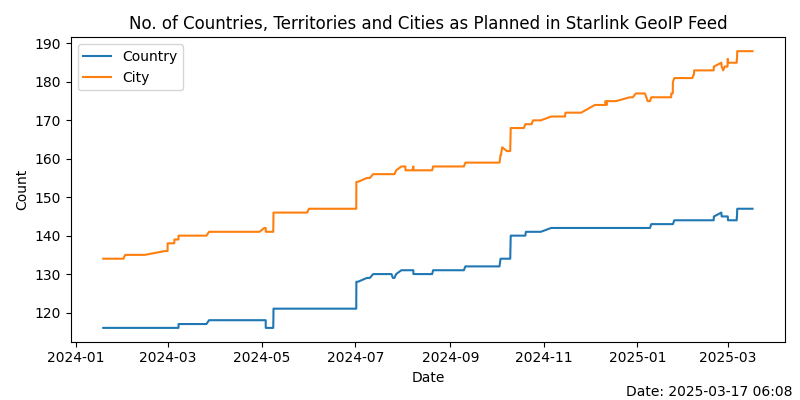 No. of Countries, Territories and Cities as Planned in Starlink GeoIP Feed
Country
City
Count
190
180
170
160
150
140
130
120
2024-01 2024-03 2024-05 2024-07 2024-09 2024-11 2025-01 2025-03
Date
Date: 2025-03-17 06:08